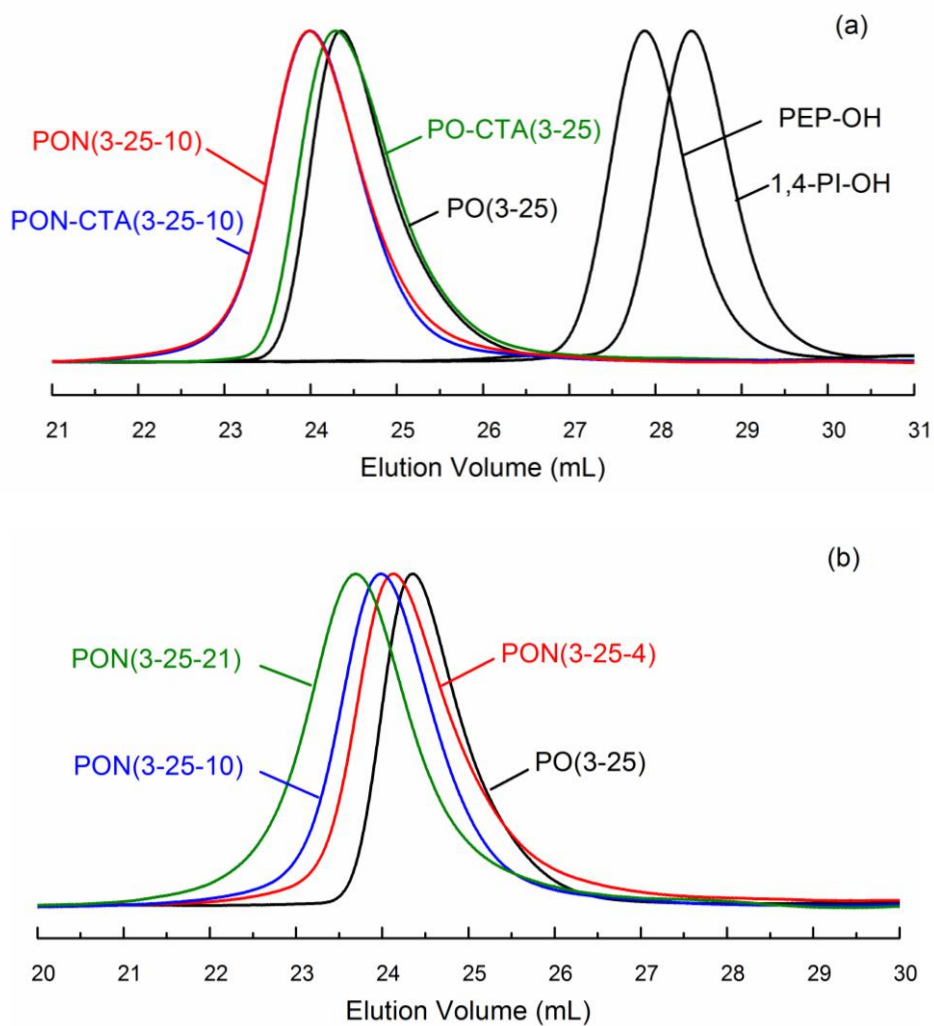 (a)
PEP-OH
PO-CTA(3-25)
PON(3-25-10)
1,4-PI-OH
PO(3-25)
PON-CTA(3-25-10)
21 22 23 24 25 26 27 28 29 30 31
Elution Volume (mL)
(b)
PON(3-25-21)
PON(3-25-4)
PON(3-25-10)
PO(3-25)
20 21 22 23 24 25 26 27 28 29 30
Elution Volume (mL)